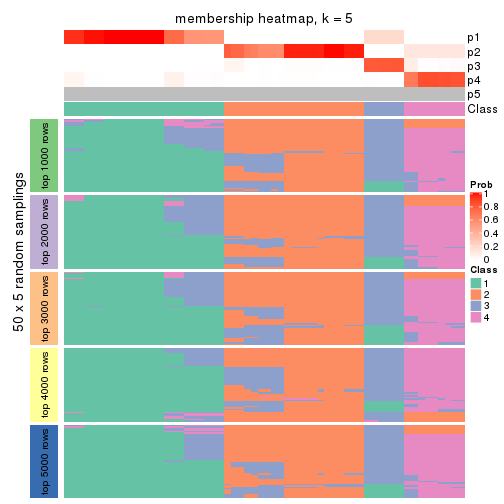 membership heatmap, k = 5
p1
p2
p3
p4
p5
Class
50 x 5 random samplings
top 1000 rows
top 2000 rows
top 3000 rows
top 4000 rows
top 5000 rows
Prob
1
0.8
0.6
0.4
0.2
0
Class
1
2
3
4